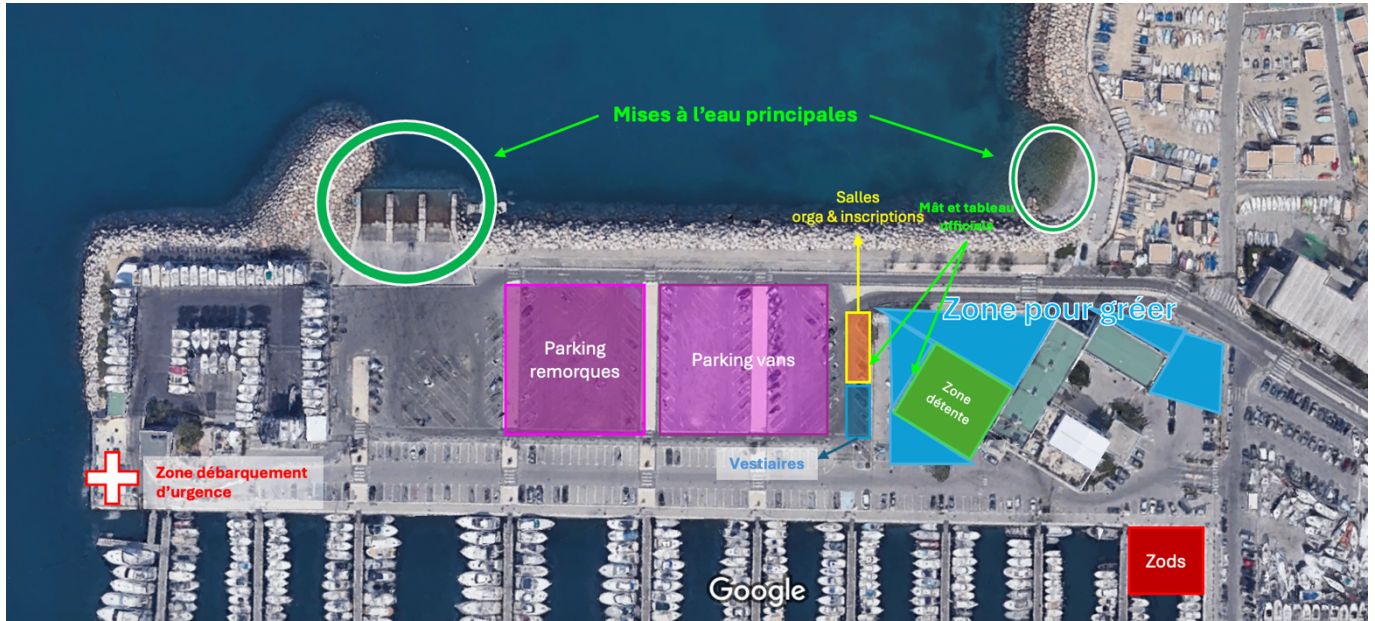 Mises à l’eau principales
Salles
orga & inscriptions
Mât et tableau
officiels
Zone pour gréer
Parking
remorques
Parking vans
Zone
détente
Vestiaires
Zone débarquement
d’urgence
Zods
Google